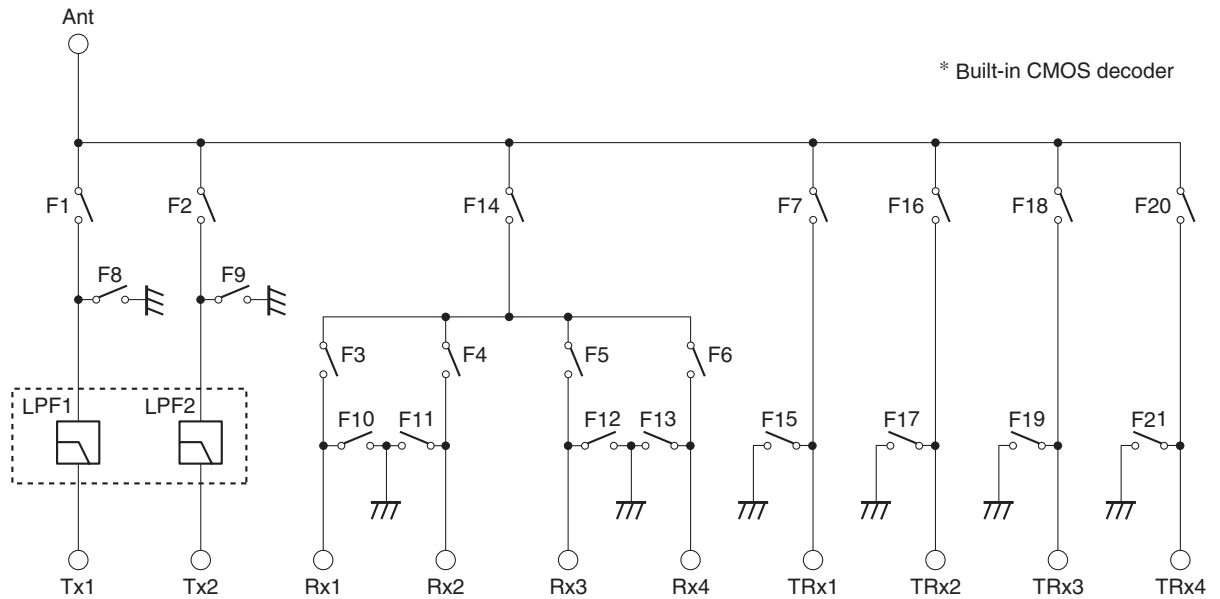 Ant
* Built-in CMOS decoder
F1 F2 F14 F7 F16 F18 F20
F8 F9
F3 F4 F5 F6
LPF1 LPF2
F10 F11 F12 F13 F15 F17 F19 F21
Tx1 Tx2 Rx1 Rx2 Rx3 Rx4 TRx1 TRx2 TRx3 TRx4